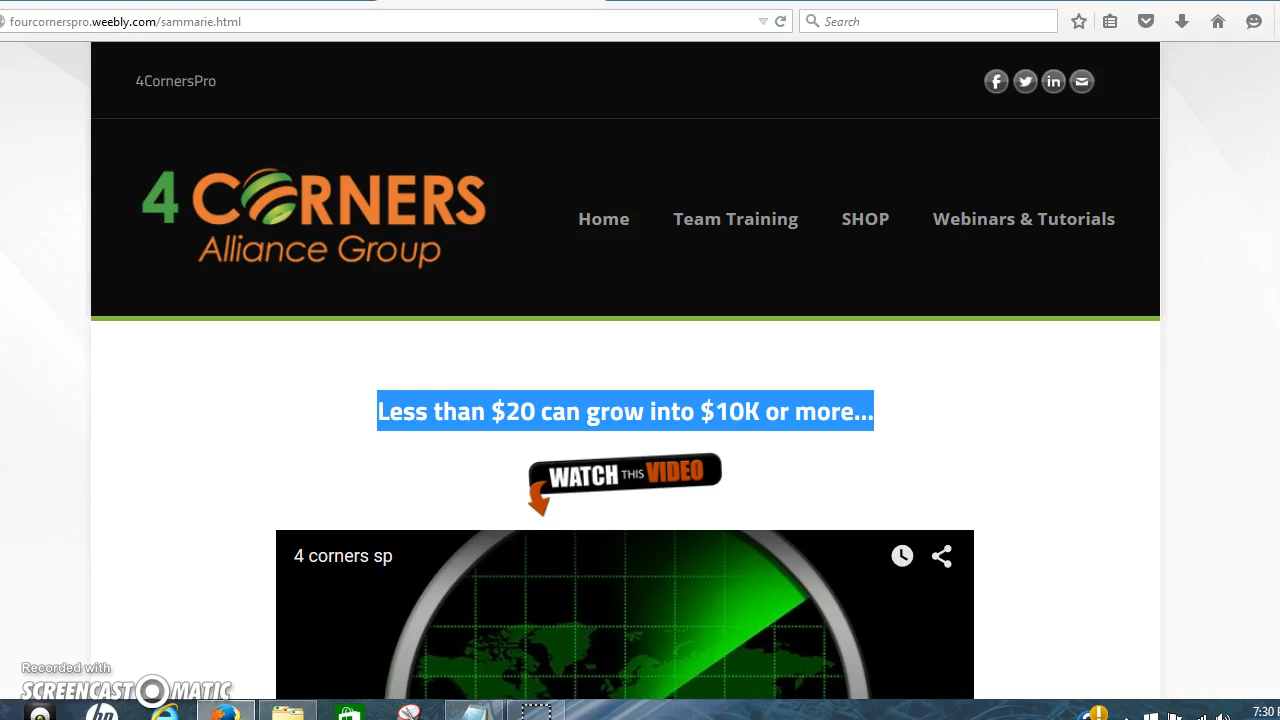 fourcornerspro.weebly.com/sammarie.html
Search
4CornersPro
4 CORNERS
Alliance Group
Home
Team Training
SHOP
Webinars & Tutorials
Less than $20 can grow into $10K or more...
WATCH THIS VIDEO
4 corners sp
Recorded with
SCREENCAST-O-MATIC
7:30